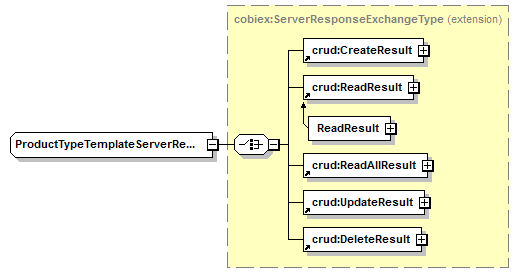 cobiex:ServerResponseExchangeType (extension)
crud:CreateResult
crud:ReadResult
ReadResult
ProductTypeTemplateServerRe...
crud:ReadAllResult
crud:UpdateResult
crud:DeleteResult